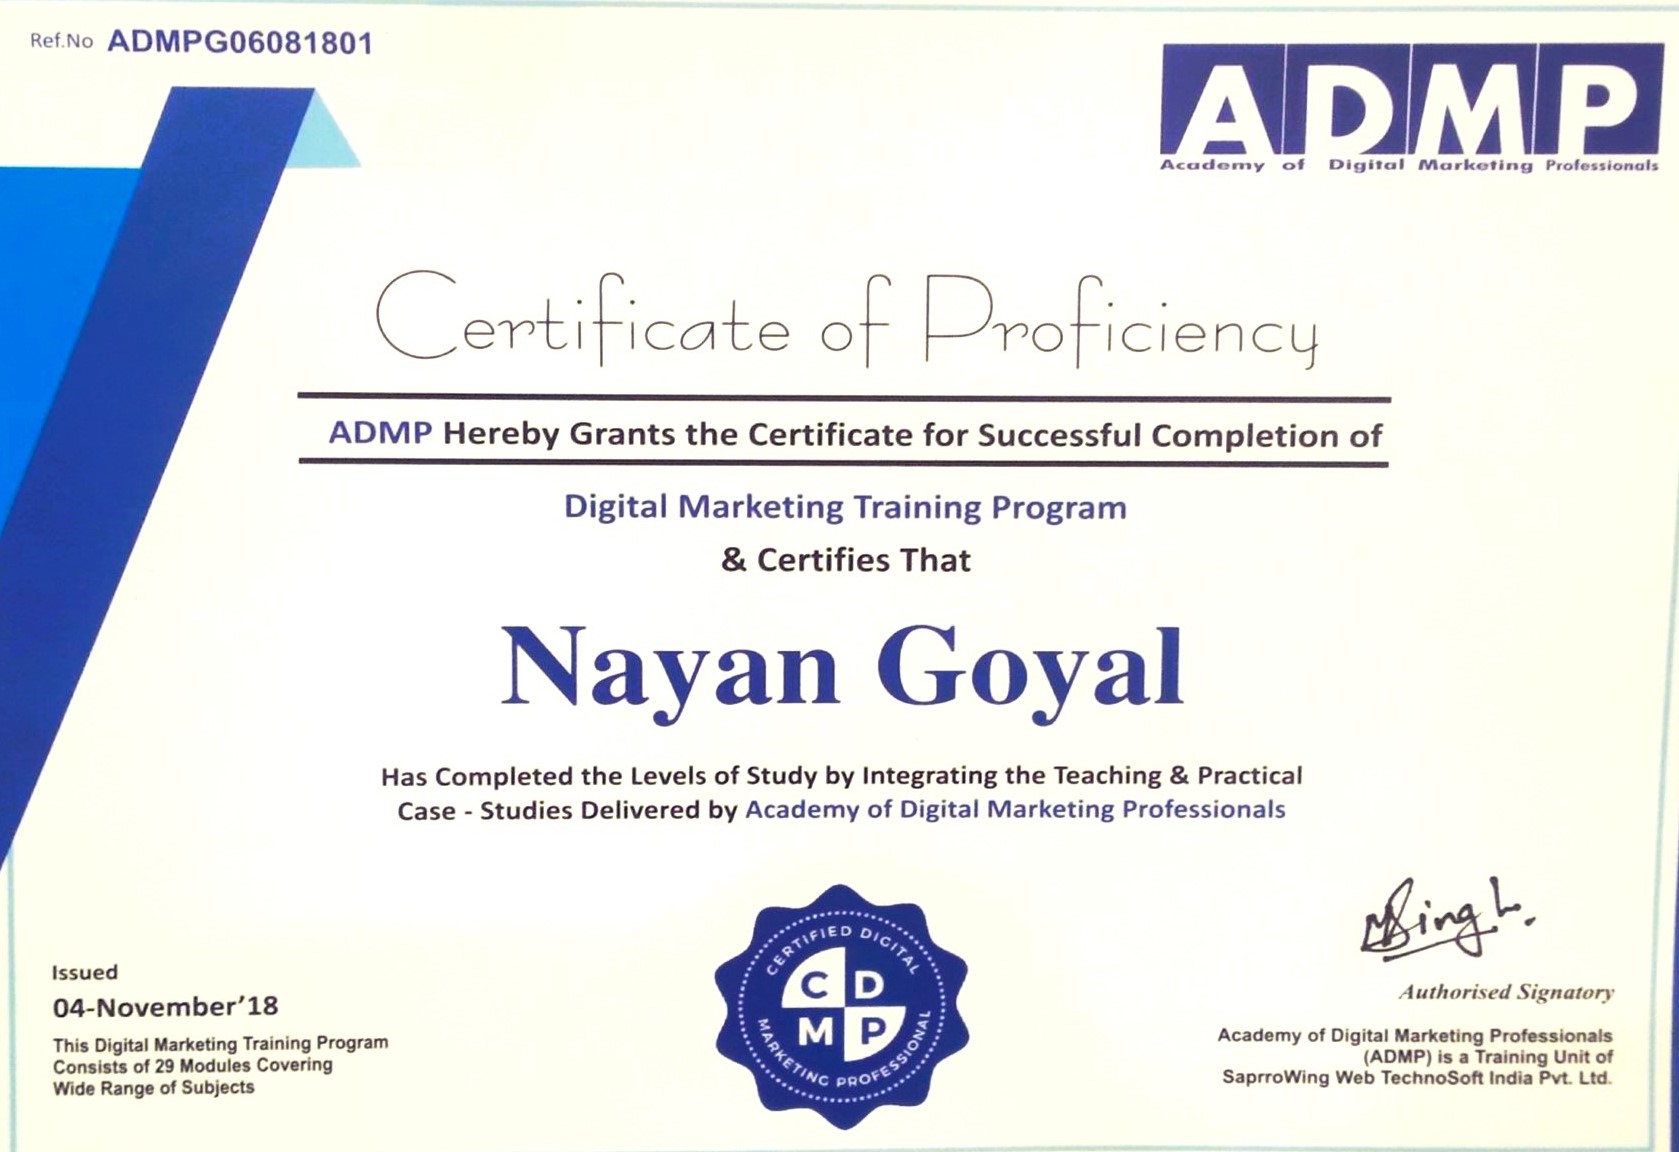 Ref.No ADMPG06081801
ADMP
Academy of Digital Marketing Professionals
Certificate of Proficiency
ADMP Hereby Grants the Certificate for Successful Completion of
Digital Marketing Training Program
& Certifies That
Nayan Goyal
Has Completed the Levels of Study by Integrating the Teaching & Practical
Case - Studies Delivered by Academy of Digital Marketing Professionals
Issued
04-November'18
This Digital Marketing Training Program
Consists of 29 Modules Covering
Wide Range of Subjects
CERTIFIED DIGITAL
C D
M P
MARKETING PROFESSIONAL
Authorised Signatory
Academy of Digital Marketing Professionals
(ADMP) is a Training Unit of
SaprroWing Web TechnoSoft India Pvt. Ltd.